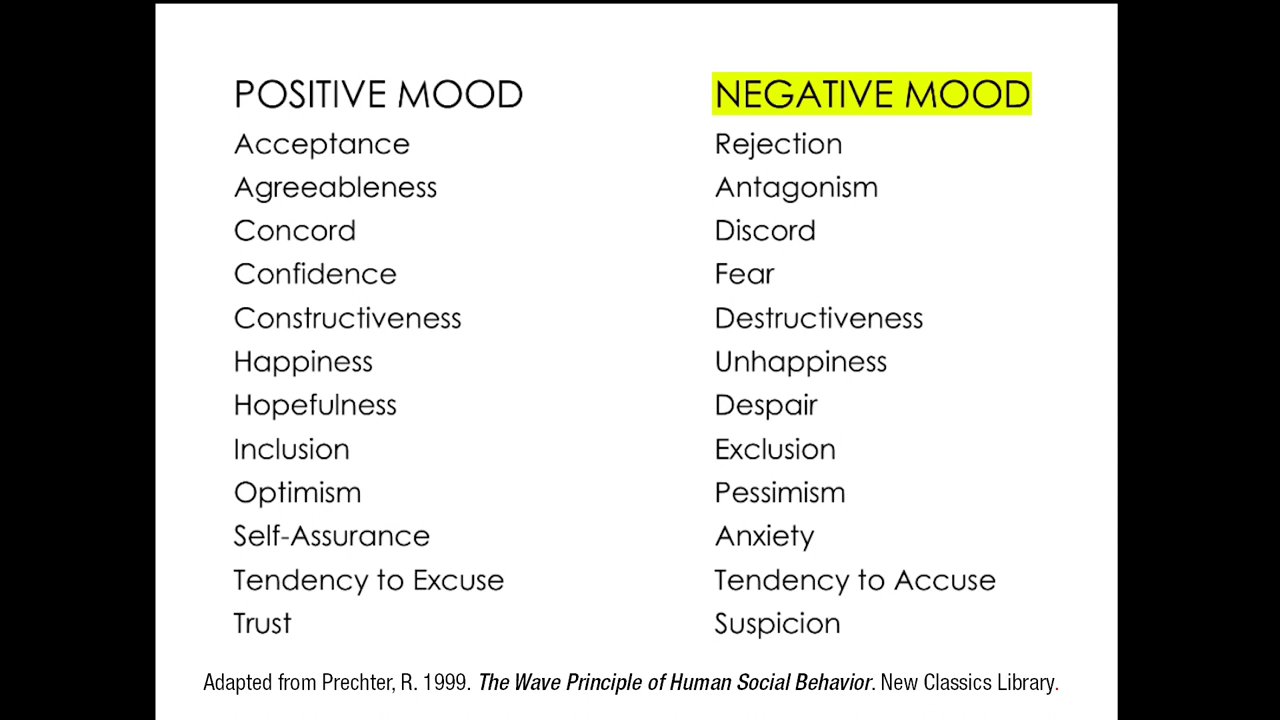 POSITIVE MOOD
Acceptance
Agreeableness
Concord
Confidence
Constructiveness
Happiness
Hopefulness
Inclusion
Optimism
Self-Assurance
Tendency to Excuse
Trust
NEGATIVE MOOD
Rejection
Antagonism
Discord
Fear
Destructiveness
Unhappiness
Despair
Exclusion
Pessimism
Anxiety
Tendency to Accuse
Suspicion
Adapted from Prechter, R. 1999. The Wave Principle of Human Social Behavior. New Classics Library.